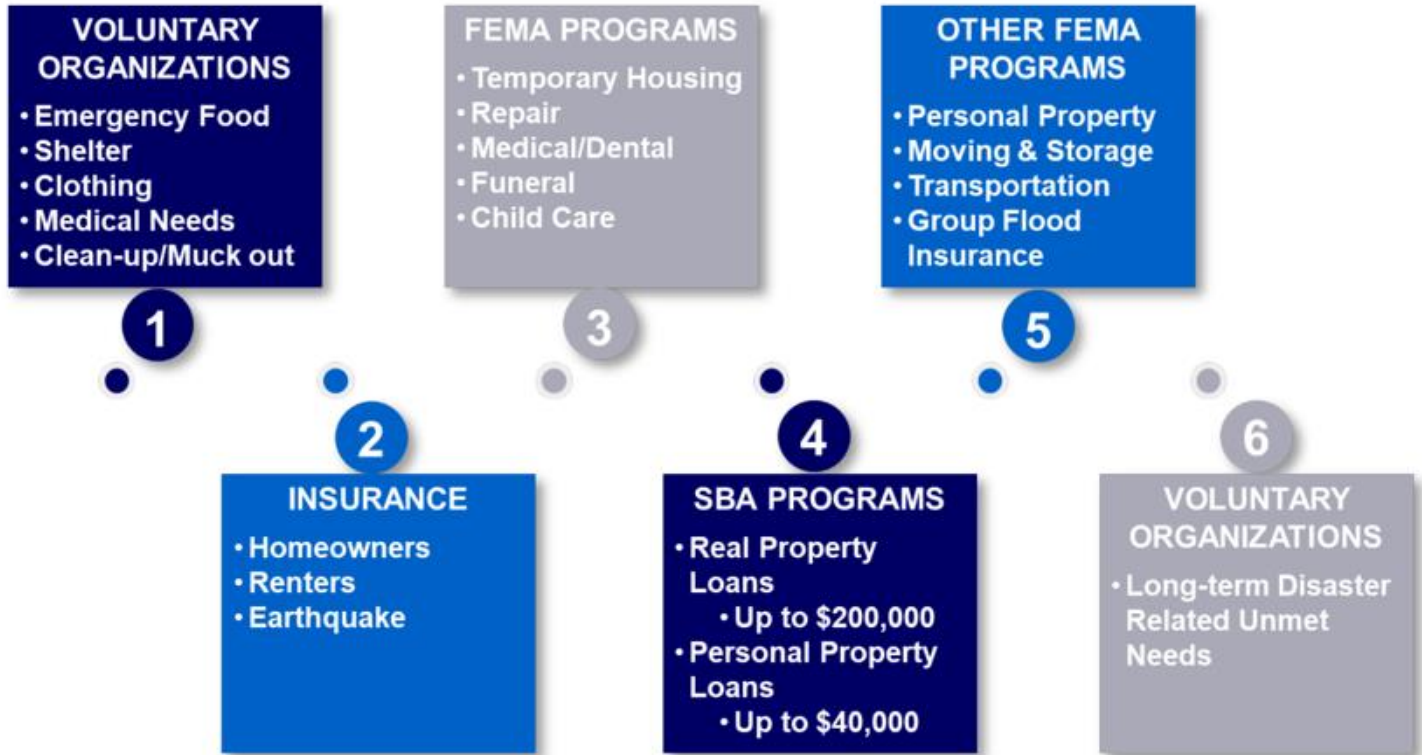 VOLUNTARY
ORGANIZATIONS
• Emergency Food
• Shelter
• Clothing
• Medical Needs
• Clean-up/Muck out
1
INSURANCE
• Homeowners
• Renters
• Earthquake
2
FEMA PROGRAMS
• Temporary Housing
• Repair
• Medical/Dental
• Funeral
• Child Care
3
SBA PROGRAMS
• Real Property
Loans
• Up to $200,000
• Personal Property
Loans
• Up to $40,000
4
OTHER FEMA
PROGRAMS
• Personal Property
• Moving & Storage
• Transportation
• Group Flood
Insurance
5
VOLUNTARY
ORGANIZATIONS
• Long-term Disaster
Related Unmet
Needs
6